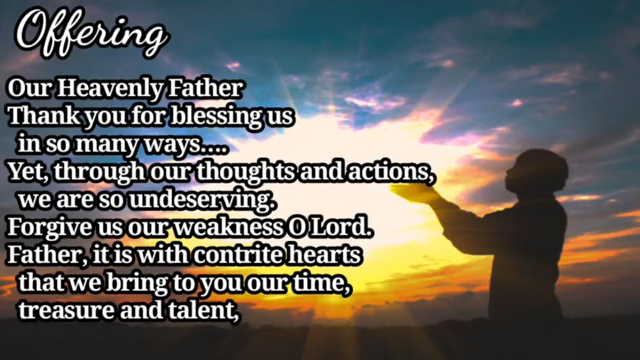 Offering
Our Heavenly Father
Thank you for blessing us
in so many ways....
Yet, through our thoughts and actions,
we are so undeserving.
Forgive us our weakness O Lord.
Father, it is with contrite hearts
that we bring to you our time,
treasure and talent,